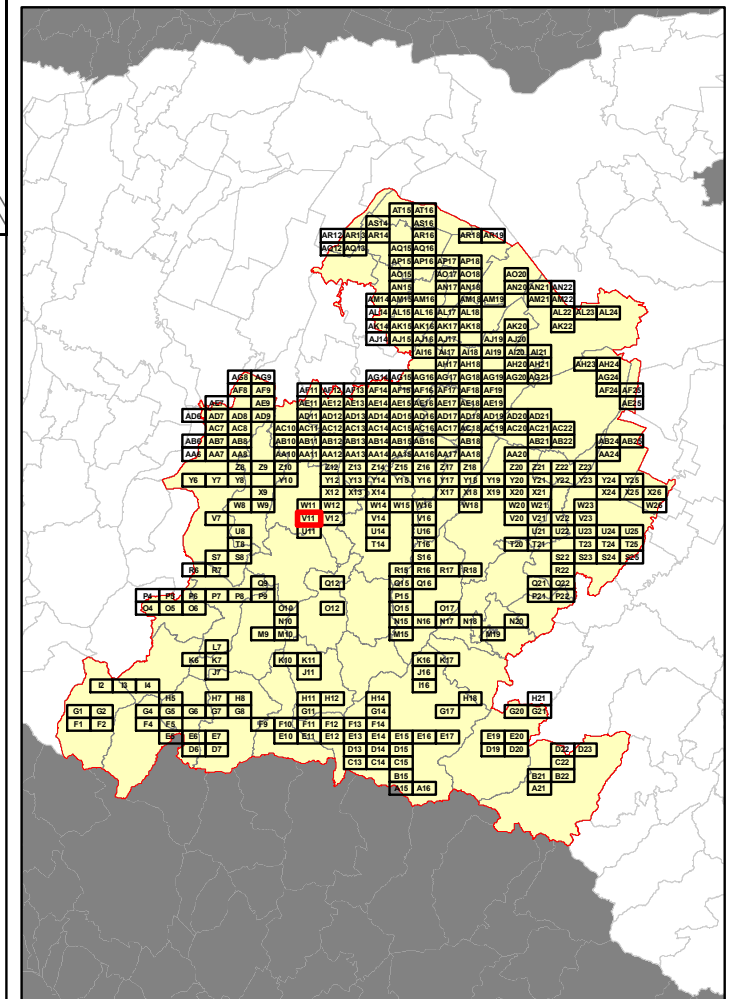 AT15 AT16
AS14 AS16
AR12 AR13 AR14 AR16 AR18 AR19
AQ12 AQ13 AQ15 AQ16
AP15 AP16 AP17 AP18
AO15 AO17 AO18 AO20
AN15 AN17 AN18 AN20 AN21 AN22
AM14 AM15 AM16 AM18 AM19 AM21 AM22
AL14 AL15 AL16 AL17 AL18 AL22 AL23 AL24
AK14 AK15 AK16 AK17 AK18 AK20 AK22
AJ14 AJ15 AJ16 AJ17 AJ19 AJ20
AI16 AI17 AI18 AI19 AI20 AI21
AH17 AH18 AH20 AH21 AH23 AH24
AG8 AG9 AG14 AG15 AG16 AG17 AG18 AG19 AG20 AG21 AG24
AF8 AF9 AF11 AF12 AF13 AF14 AF15 AF16 AF17 AF18 AF19 AF24 AF25
AE7 AE9 AE11 AE12 AE13 AE14 AE15 AE16 AE17 AE18 AE19 AE25
AD6 AD7 AD8 AD9 AD11 AD12 AD13 AD14 AD15 AD16 AD17 AD18 AD19 AD20 AD21
AC7 AC8 AC10 AC11 AC12 AC13 AC14 AC15 AC16 AC17 AC18 AC19 AC20 AC21 AC22
AB6 AB7 AB8 AB10 AB11 AB12 AB13 AB14 AB15 AB16 AB18 AB21 AB22 AB24 AB25
AA6 AA7 AA8 AA10 AA11 AA12 AA13 AA14 AA15 AA16 AA17 AA18 AA20 AA24
Z8 Z9 Z10 Z12 Z13 Z14 Z15 Z16 Z17 Z18 Z20 Z21 Z22 Z23
Y6 Y7 Y8 Y10 Y12 Y13 Y14 Y15 Y16 Y17 Y18 Y19 Y20 Y21 Y22 Y23 Y24 Y25
X9 X12 X13 X14 X17 X18 X19 X20 X21 X24 X25 X26
W8 W9 W11 W12 W14 W15 W16 W18 W20 W21 W23 W26
V7 V11 V12 V14 V16 V20 V21 V22 V23
U8 U11 U14 U16 U21 U22 U23 U24 U25
T8 T14 T16 T20 T21 T23 T24 T25
S7 S8 S16 S22 S23 S24 S25
R6 R7 R15 R16 R17 R18 R22
Q9 Q12 Q15 Q16 Q21 Q22
P4 P5 P6 P7 P8 P9 P15 P21 P22
O4 O5 O6 O10 O12 O15 O17
N10 N15 N16 N17 N18 N20
M9 M10 M15 M19
L7
K6 K7 K10 K11 K16 K17
J7 J11 J16
I2 I3 I4 I16
H5 H7 H8 H11 H12 H14 H18 H21
G1 G2 G4 G5 G6 G7 G8 G11 G14 G17 G20 G21
F1 F2 F4 F5 F9 F10 F11 F12 F13 F14
E5 E6 E7 E10 E11 E12 E13 E14 E15 E16 E17 E19 E20
D6 D7 D13 D14 D15 D19 D20 D22 D23
C13 C14 C15 C22
B15 B21 B22
A15 A16 A21